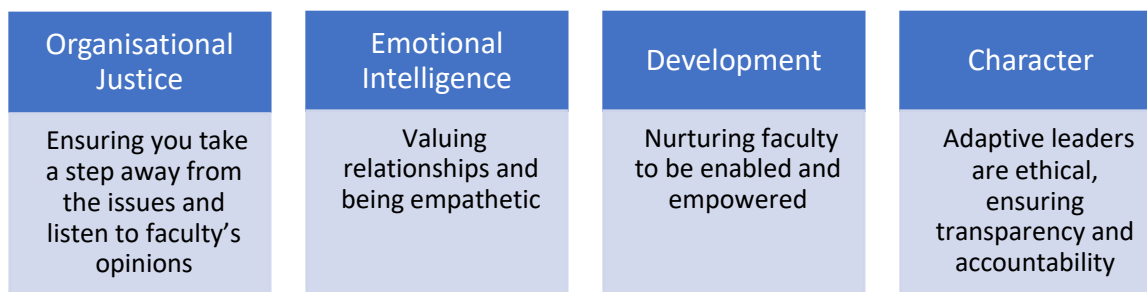 Organisational
Justice
Ensuring you take
a step away from
the issues and
listen to faculty’s
opinions
Emotional
Intelligence
Valuing
relationships and
being empathetic
Development
Nurturing faculty
to be enabled and
empowered
Character
Adaptive leaders
are ethical,
ensuring
transparency and
accountability